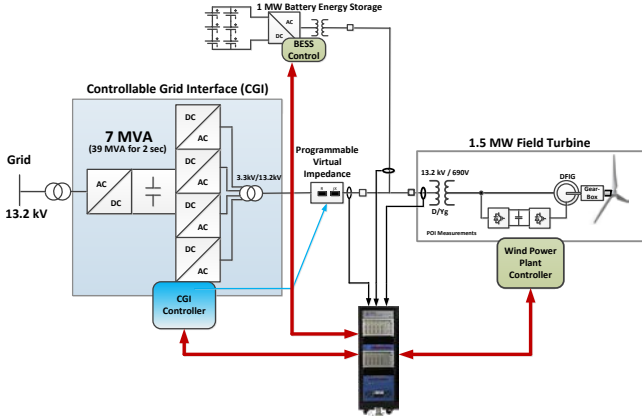 1 MW Battery Energy Storage
AC
DC
BESS
Control
Controllable Grid Interface (CGI)
7 MVA
(39 MVA for 2 sec)
DC
AC
DC
AC
DC
AC
DC
AC
AC
DC
Grid
13.2 kV
3.3kV/13.2kV
Programmable
Virtual
Impedance
1.5 MW Field Turbine
13.2 kV / 690V
D/Yg
POI Measurements
DFIG
Gear-
Box
CGI
Controller
Wind Power
Plant
Controller